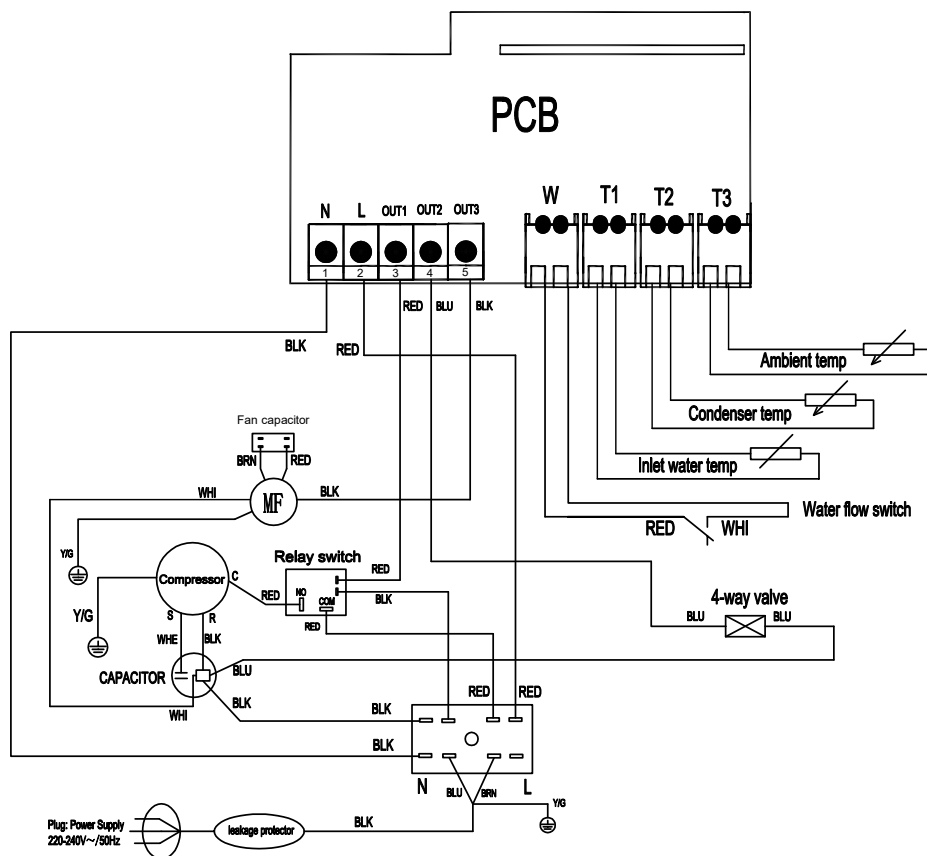 PCB
N L OUT1 OUT2 OUT3
W T1 T2 T3
1 2 3 4 5
RED BLU BLK
BLK RED
Ambient temp
Condenser temp
Inlet water temp
Water flow switch
RED WHI
Fan capacitor
BRN RED
WHI MF BLK
Y/G
Relay switch
RED
BLK
NO COM
RED
RED
Compressor C
S R
Y/G
WHE BLK
CAPACITOR
BLU
BLK
WHI
4-way valve
BLU BLU
BLK RED RED
BLK
N L
BLU BRN
Y/G
BLK
Plug: Power Supply
220-240V～/50Hz
leakage protector